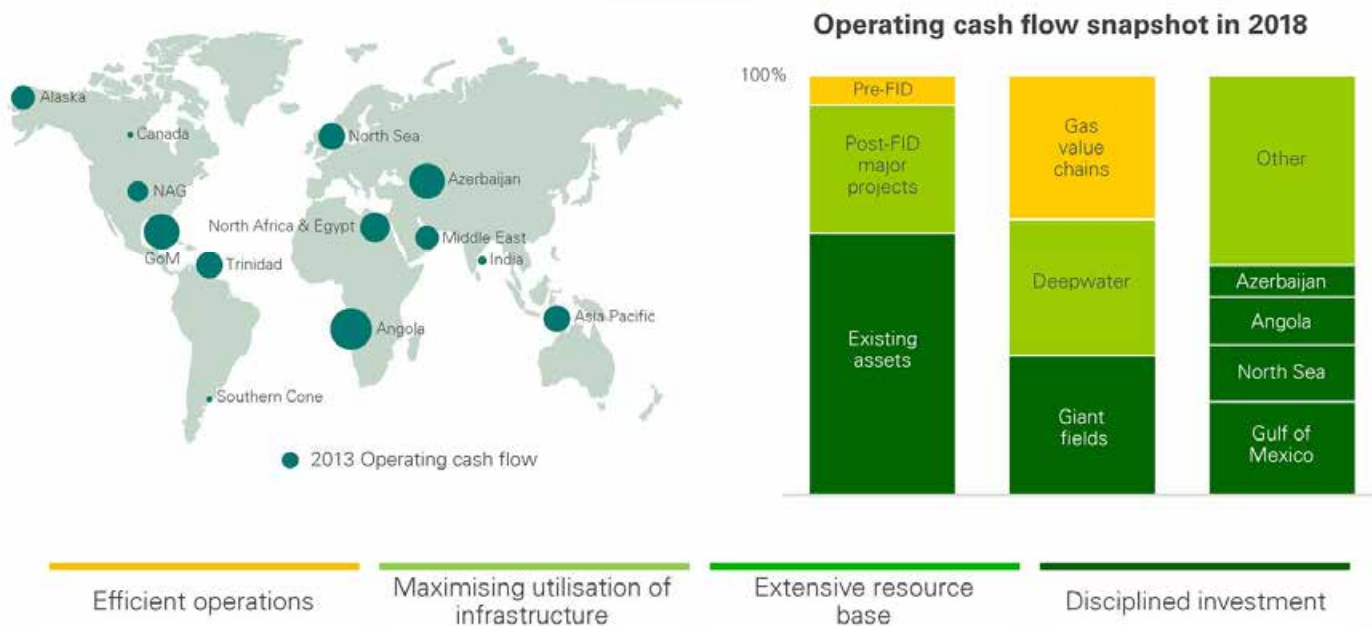 Operating cash flow snapshot in 2018
Alaska
Canada
NAG
GoM
Trinidad
North Sea
Azerbaijan
North Africa & Egypt
Middle East
India
Angola
Asia Pacific
Southern Cone
2013 Operating cash flow
100%
Pre-FID
Post-FID
major
projects
Existing
assets
Gas
value
chains
Deepwater
Giant
fields
Other
Azerbaijan
Angola
North Sea
Gulf of
Mexico
Efficient operations
Maximising utilisation of
infrastructure
Extensive resource
base
Disciplined investment